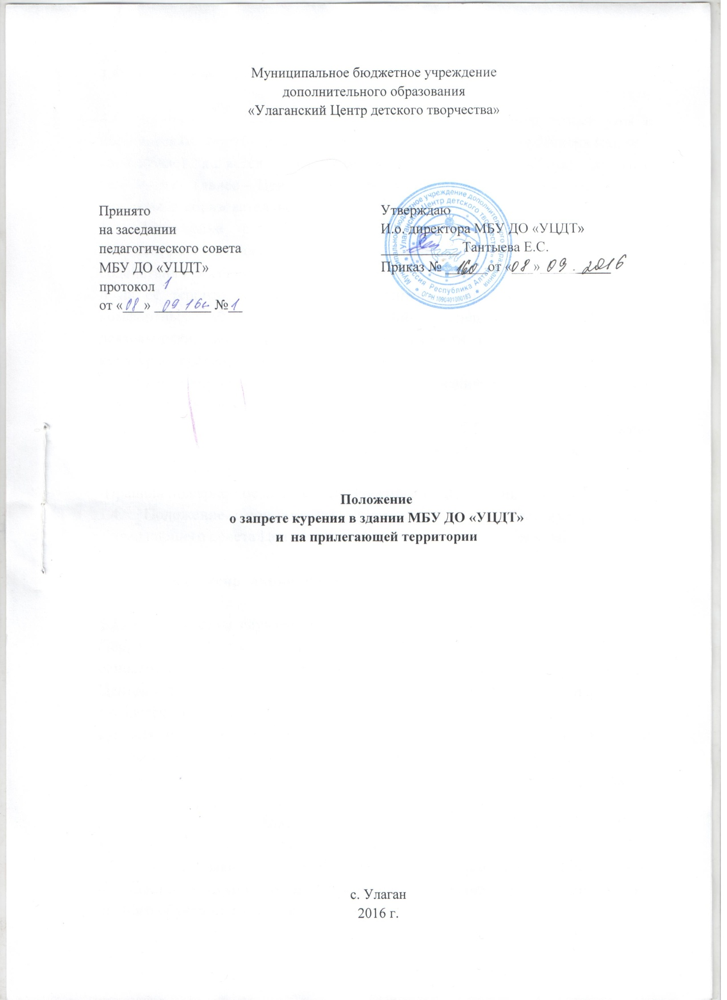 Муниципальное бюджетное учреждение
дополнительного образования
«Улаганский Центр детского творчества»
Принято
на заседании
педагогического совета
МБУ ДО «УЦДТ»
протокол 1
от «08» 09 16г №1
Утверждаю
И.о. директора МБУ ДО «УЦДТ»
____________ Тантыева Е.С.
Приказ № 160 от «08» 09. 2016
Муниципальное бюджетное учреждение дополнительного образования
«Улаганский Центр детского творчества»
Россия Республика Алтай
ОГРН 1090401000183
Положение
о запрете курения в здании МБУ ДО «УЦДТ»
и на прилегающей территории
с. Улаган
2016 г.